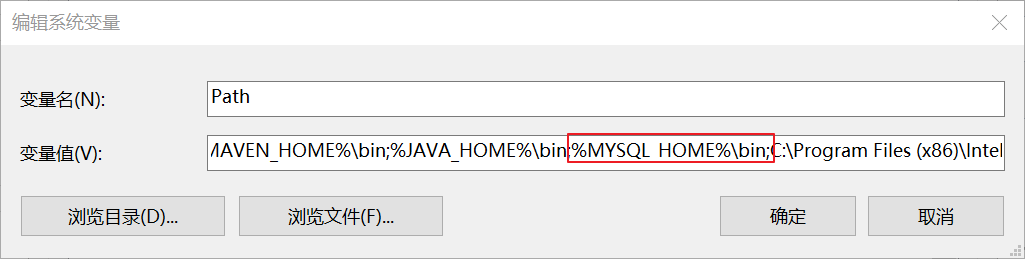 编辑系统变量
变量名(N):
Path
变量值(V):
MAVEN_HOME%\bin;%JAVA_HOME%\bin;%MYSQL_HOME%\bin;C:\Program Files (x86)\Intel
浏览目录(D)...
浏览文件(F)...
确定
取消